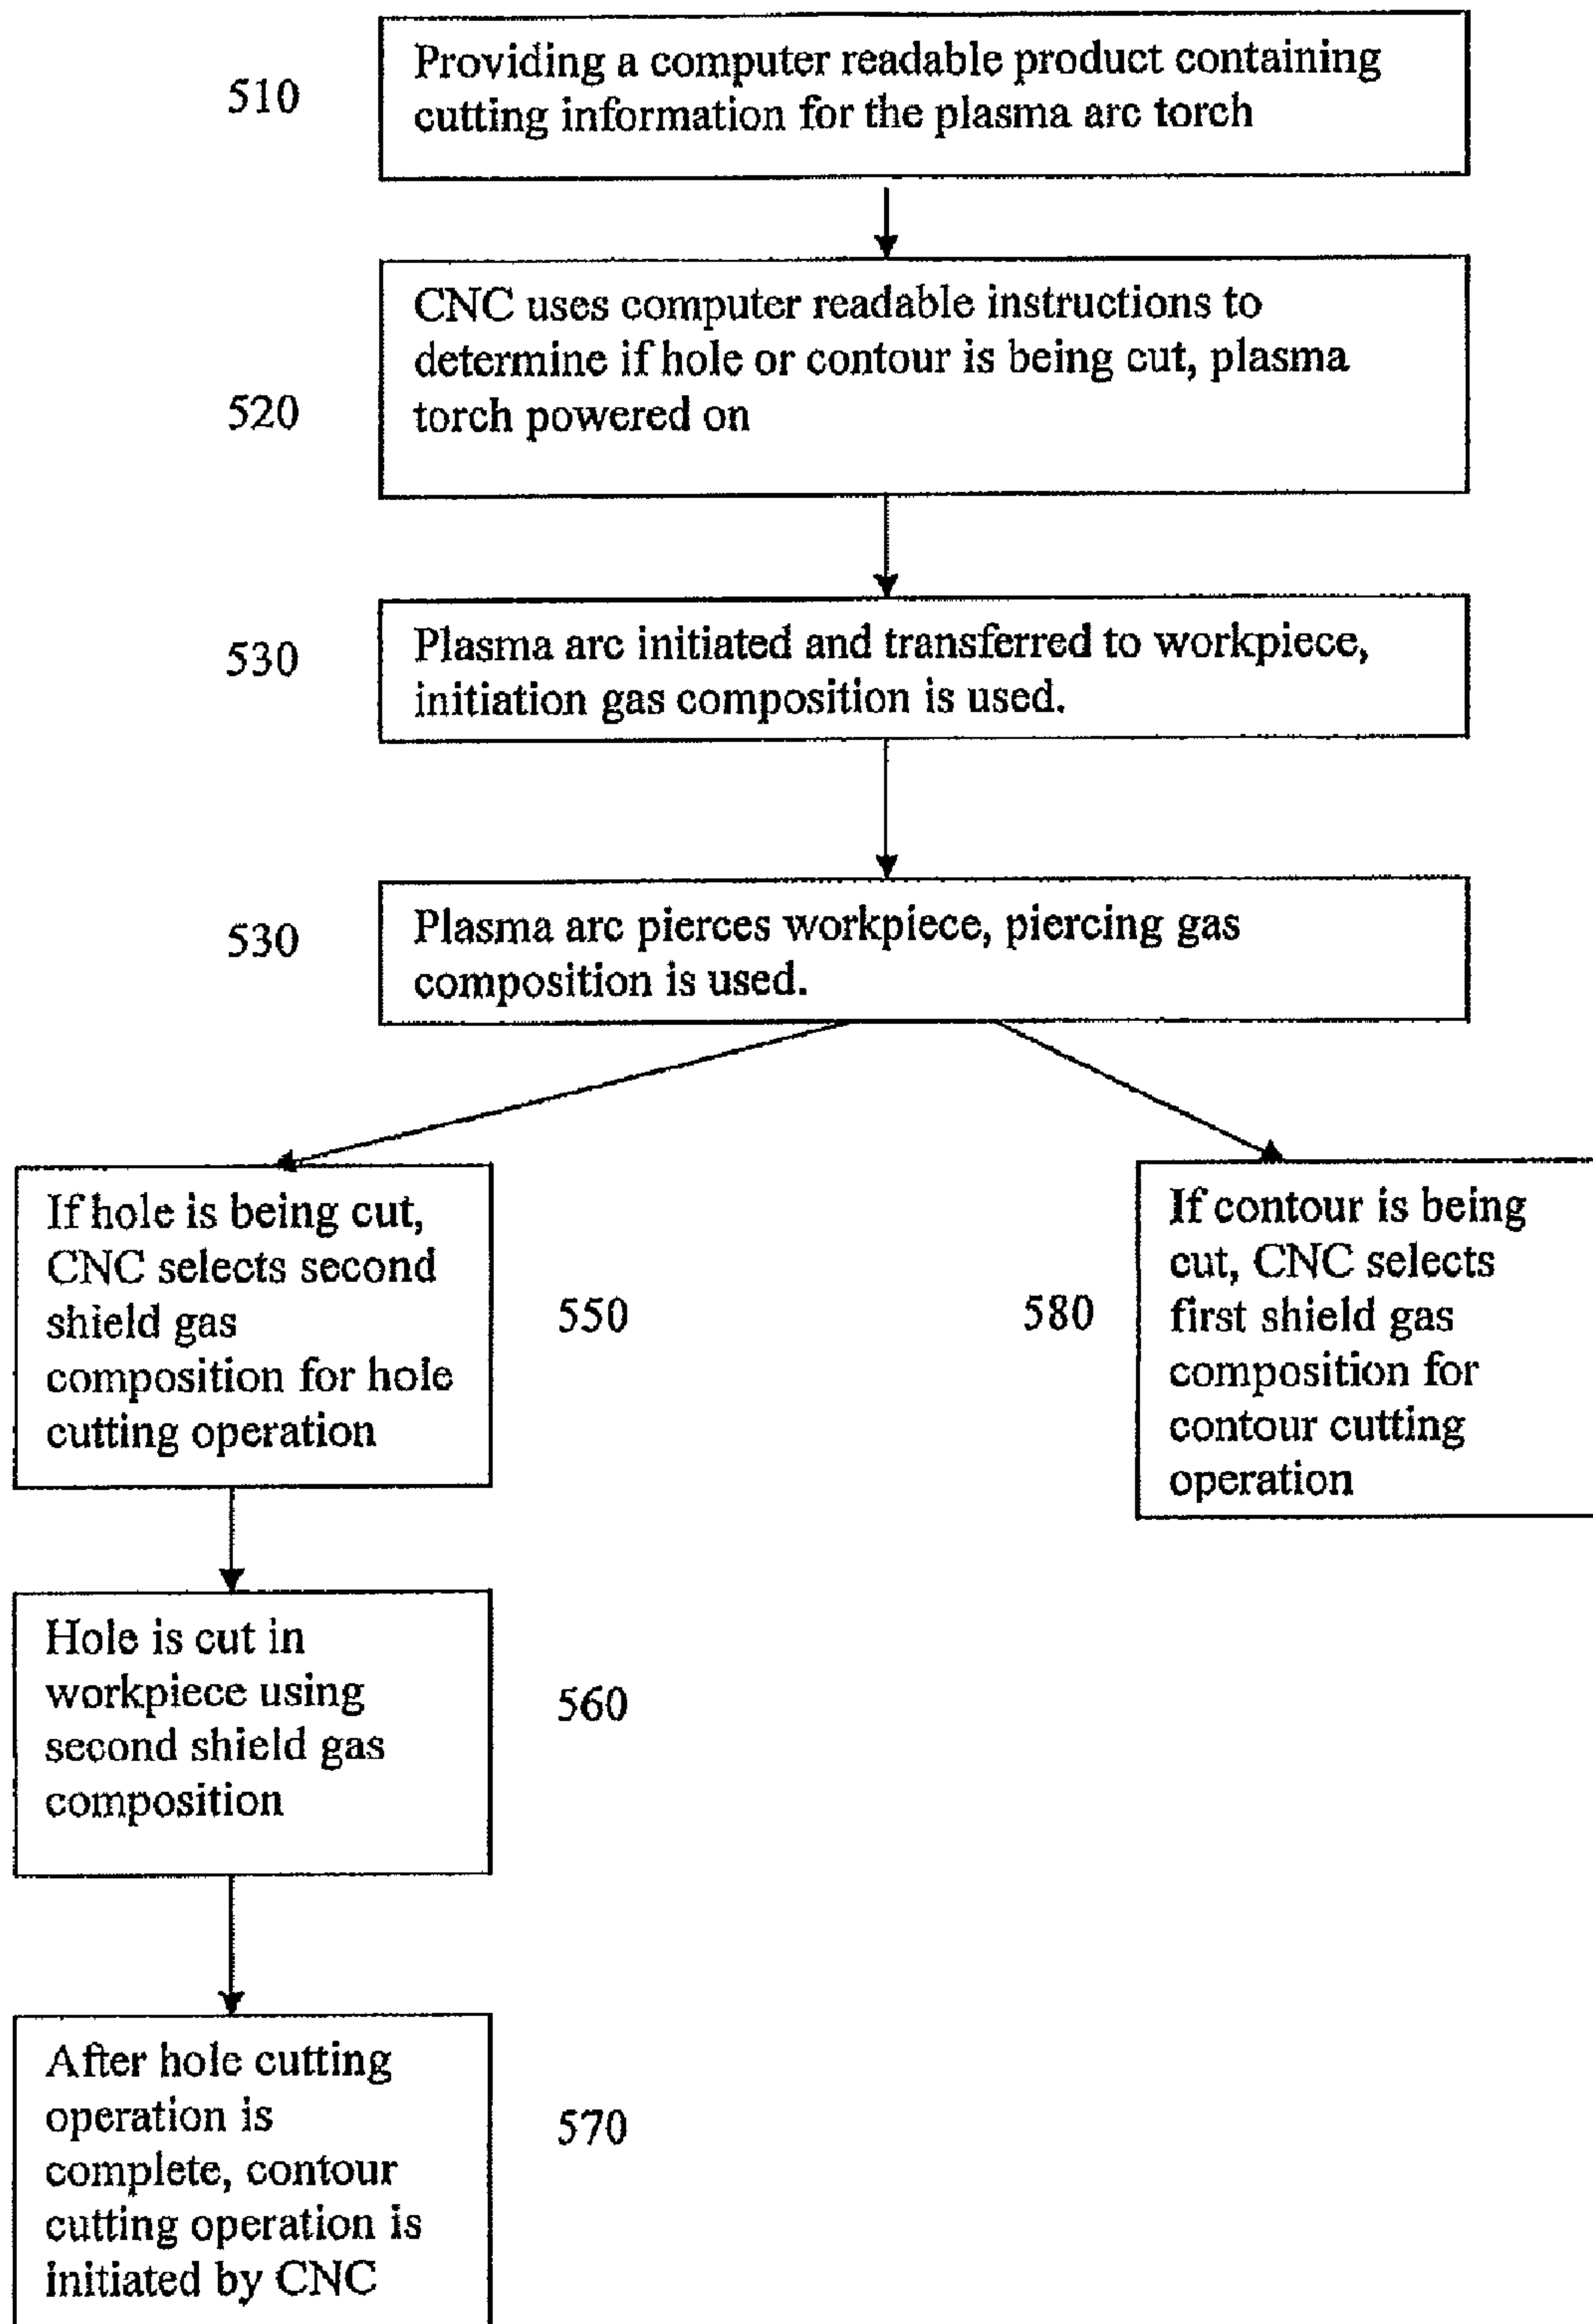 510
Providing a computer readable product containing
cutting information for the plasma arc torch
520
CNC uses computer readable instructions to
determine if hole or contour is being cut, plasma
torch powered on
530
Plasma arc initiated and transferred to workpiece,
initiation gas composition is used.
530
Plasma arc pierces workpiece, piercing gas
composition is used.
If hole is being cut,
CNC selects second
shield gas
composition for hole
cutting operation
550
580
If contour is being
cut, CNC selects
first shield gas
composition for
contour cutting
operation
Hole is cut in
workpiece using
second shield gas
composition
560
After hole cutting
operation is
complete, contour
cutting operation is
initiated by CNC
570